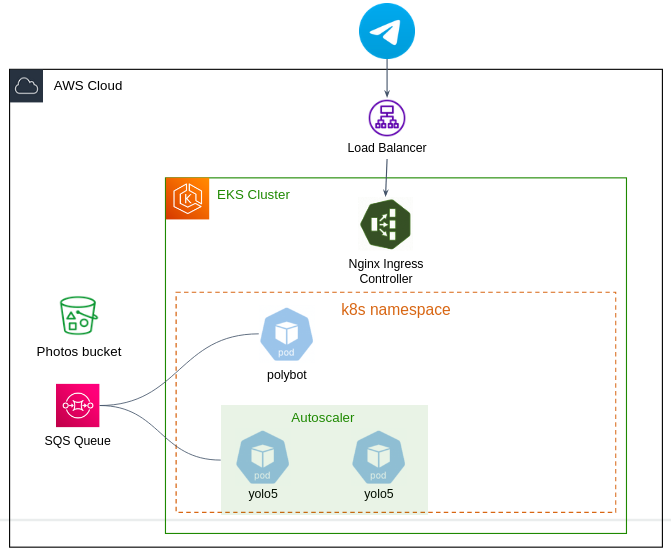 AWS Cloud
Load Balancer
EKS Cluster
K
Nginx Ingress
Controller
k8s namespace
Photos bucket
pod
polybot
SQS Queue
Autoscaler
pod
pod
yolo5
yolo5